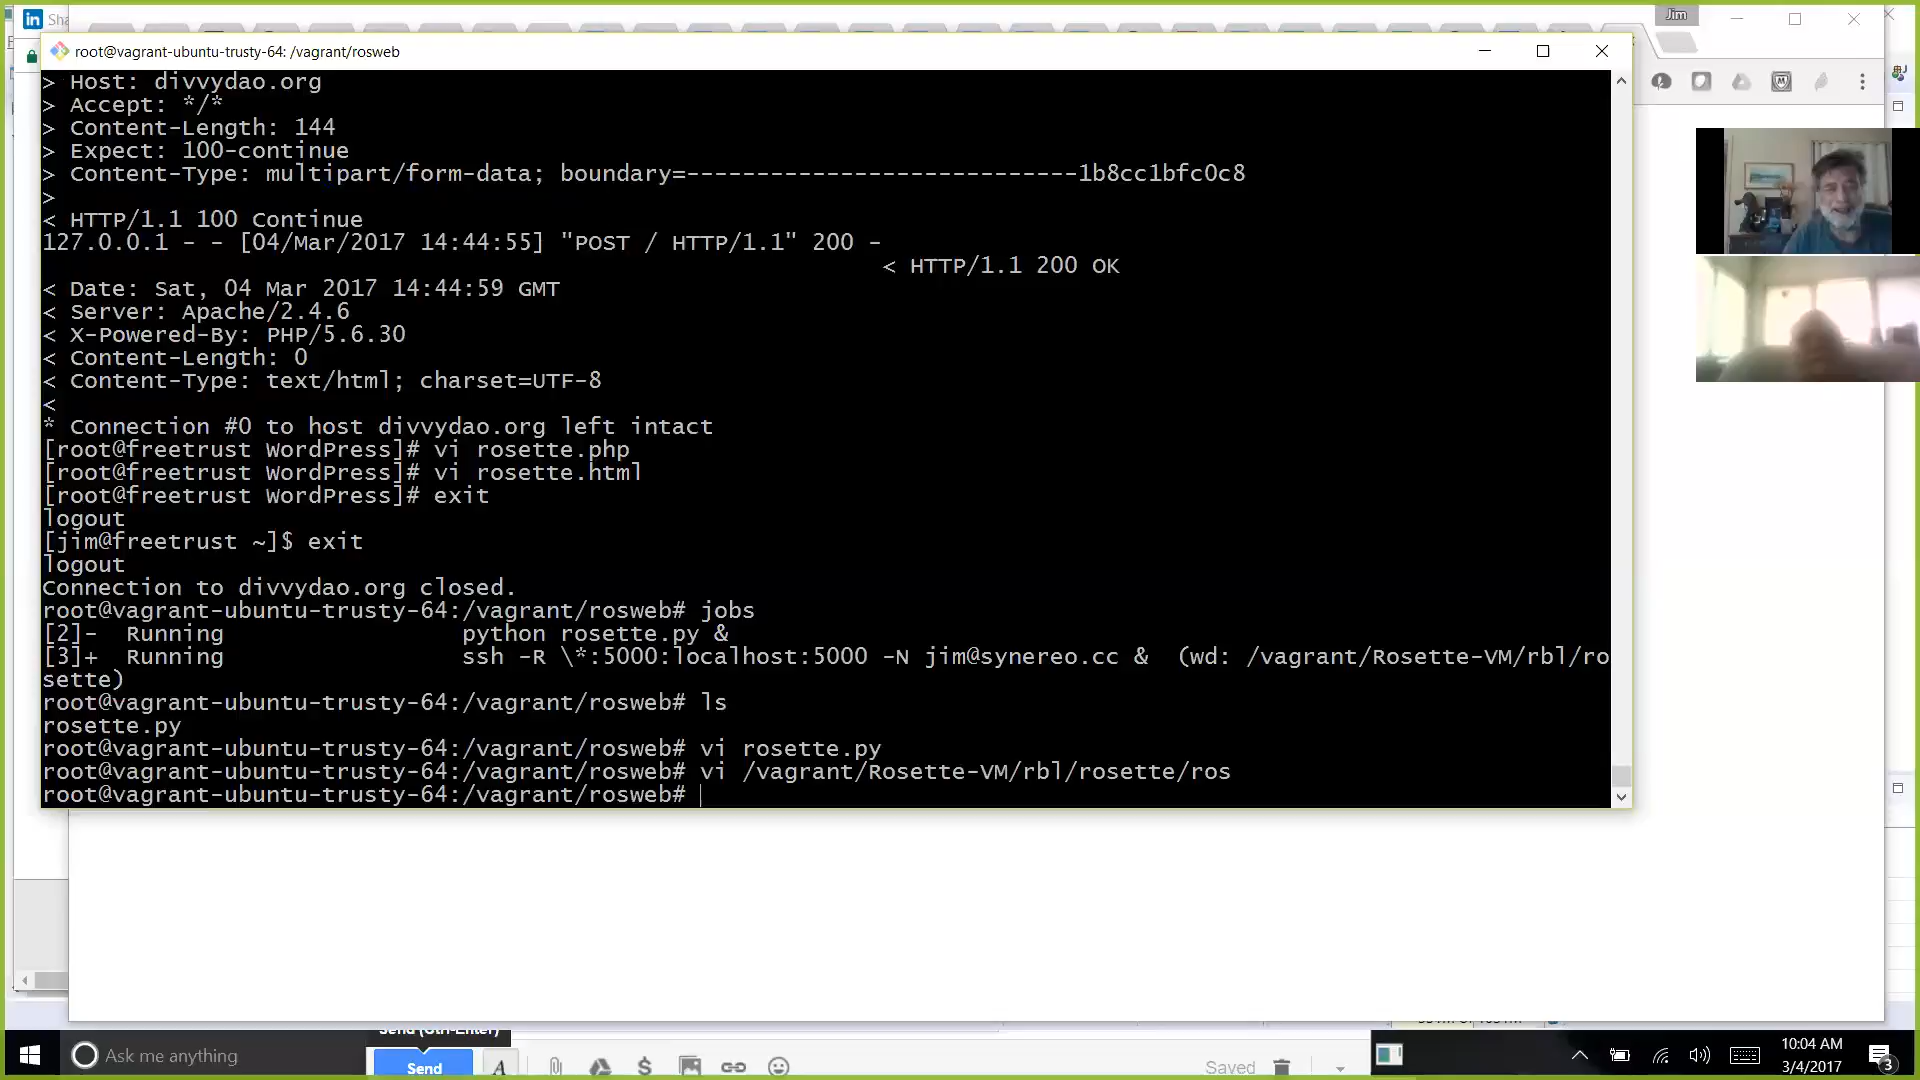 Sha
Jim
root@vagrant-ubuntu-trusty-64: /vagrant/rosweb
> Host: divvydao.org
> Accept: */*
> Content-Length: 144
> Expect: 100-continue
> Content-Type: multipart/form-data; boundary=----------------------------1b8cc1bfc0c8
>
< HTTP/1.1 100 Continue
127.0.0.1 - - [04/Mar/2017 14:44:55] "POST / HTTP/1.1" 200 -
< HTTP/1.1 200 OK
< Date: Sat, 04 Mar 2017 14:44:59 GMT
< Server: Apache/2.4.6
< X-Powered-By: PHP/5.6.30
< Content-Length: 0
< Content-Type: text/html; charset=UTF-8
<
* Connection #0 to host divvydao.org left intact
[root@freetrust WordPress]# vi rosette.php
[root@freetrust WordPress]# vi rosette.html
[root@freetrust WordPress]# exit
logout
[jim@freetrust ~]$ exit
logout
Connection to divvydao.org closed.
root@vagrant-ubuntu-trusty-64:/vagrant/rosweb# jobs
[2]-  Running                 python rosette.py &
[3]+  Running                 ssh -R \*:5000:localhost:5000 -N jim@synereo.cc &  (wd: /vagrant/Rosette-VM/rbl/ro
sette)
root@vagrant-ubuntu-trusty-64:/vagrant/rosweb# ls
rosette.py
root@vagrant-ubuntu-trusty-64:/vagrant/rosweb# vi rosette.py
root@vagrant-ubuntu-trusty-64:/vagrant/rosweb# vi /vagrant/Rosette-VM/rbl/rosette/ros
root@vagrant-ubuntu-trusty-64:/vagrant/rosweb#
Send (Ctrl-Enter)
Ask me anything
Send
Saved
10:04 AM
3/4/2017
3